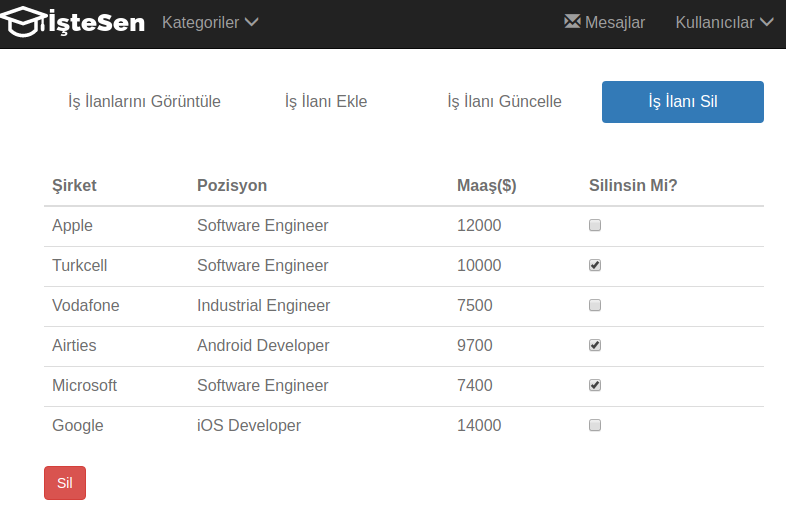 İşteSen Kategoriler Mesajlar Kullanıcılar
İş İlanlarını Görüntüle İş İlanı Ekle İş İlanı Güncelle İş İlanı Sil
Şirket Pozisyon Maaş($) Silinsin Mi?
Apple Software Engineer 12000
Turkcell Software Engineer 10000
Vodafone Industrial Engineer 7500
Airties Android Developer 9700
Microsoft Software Engineer 7400
Google iOS Developer 14000
Sil